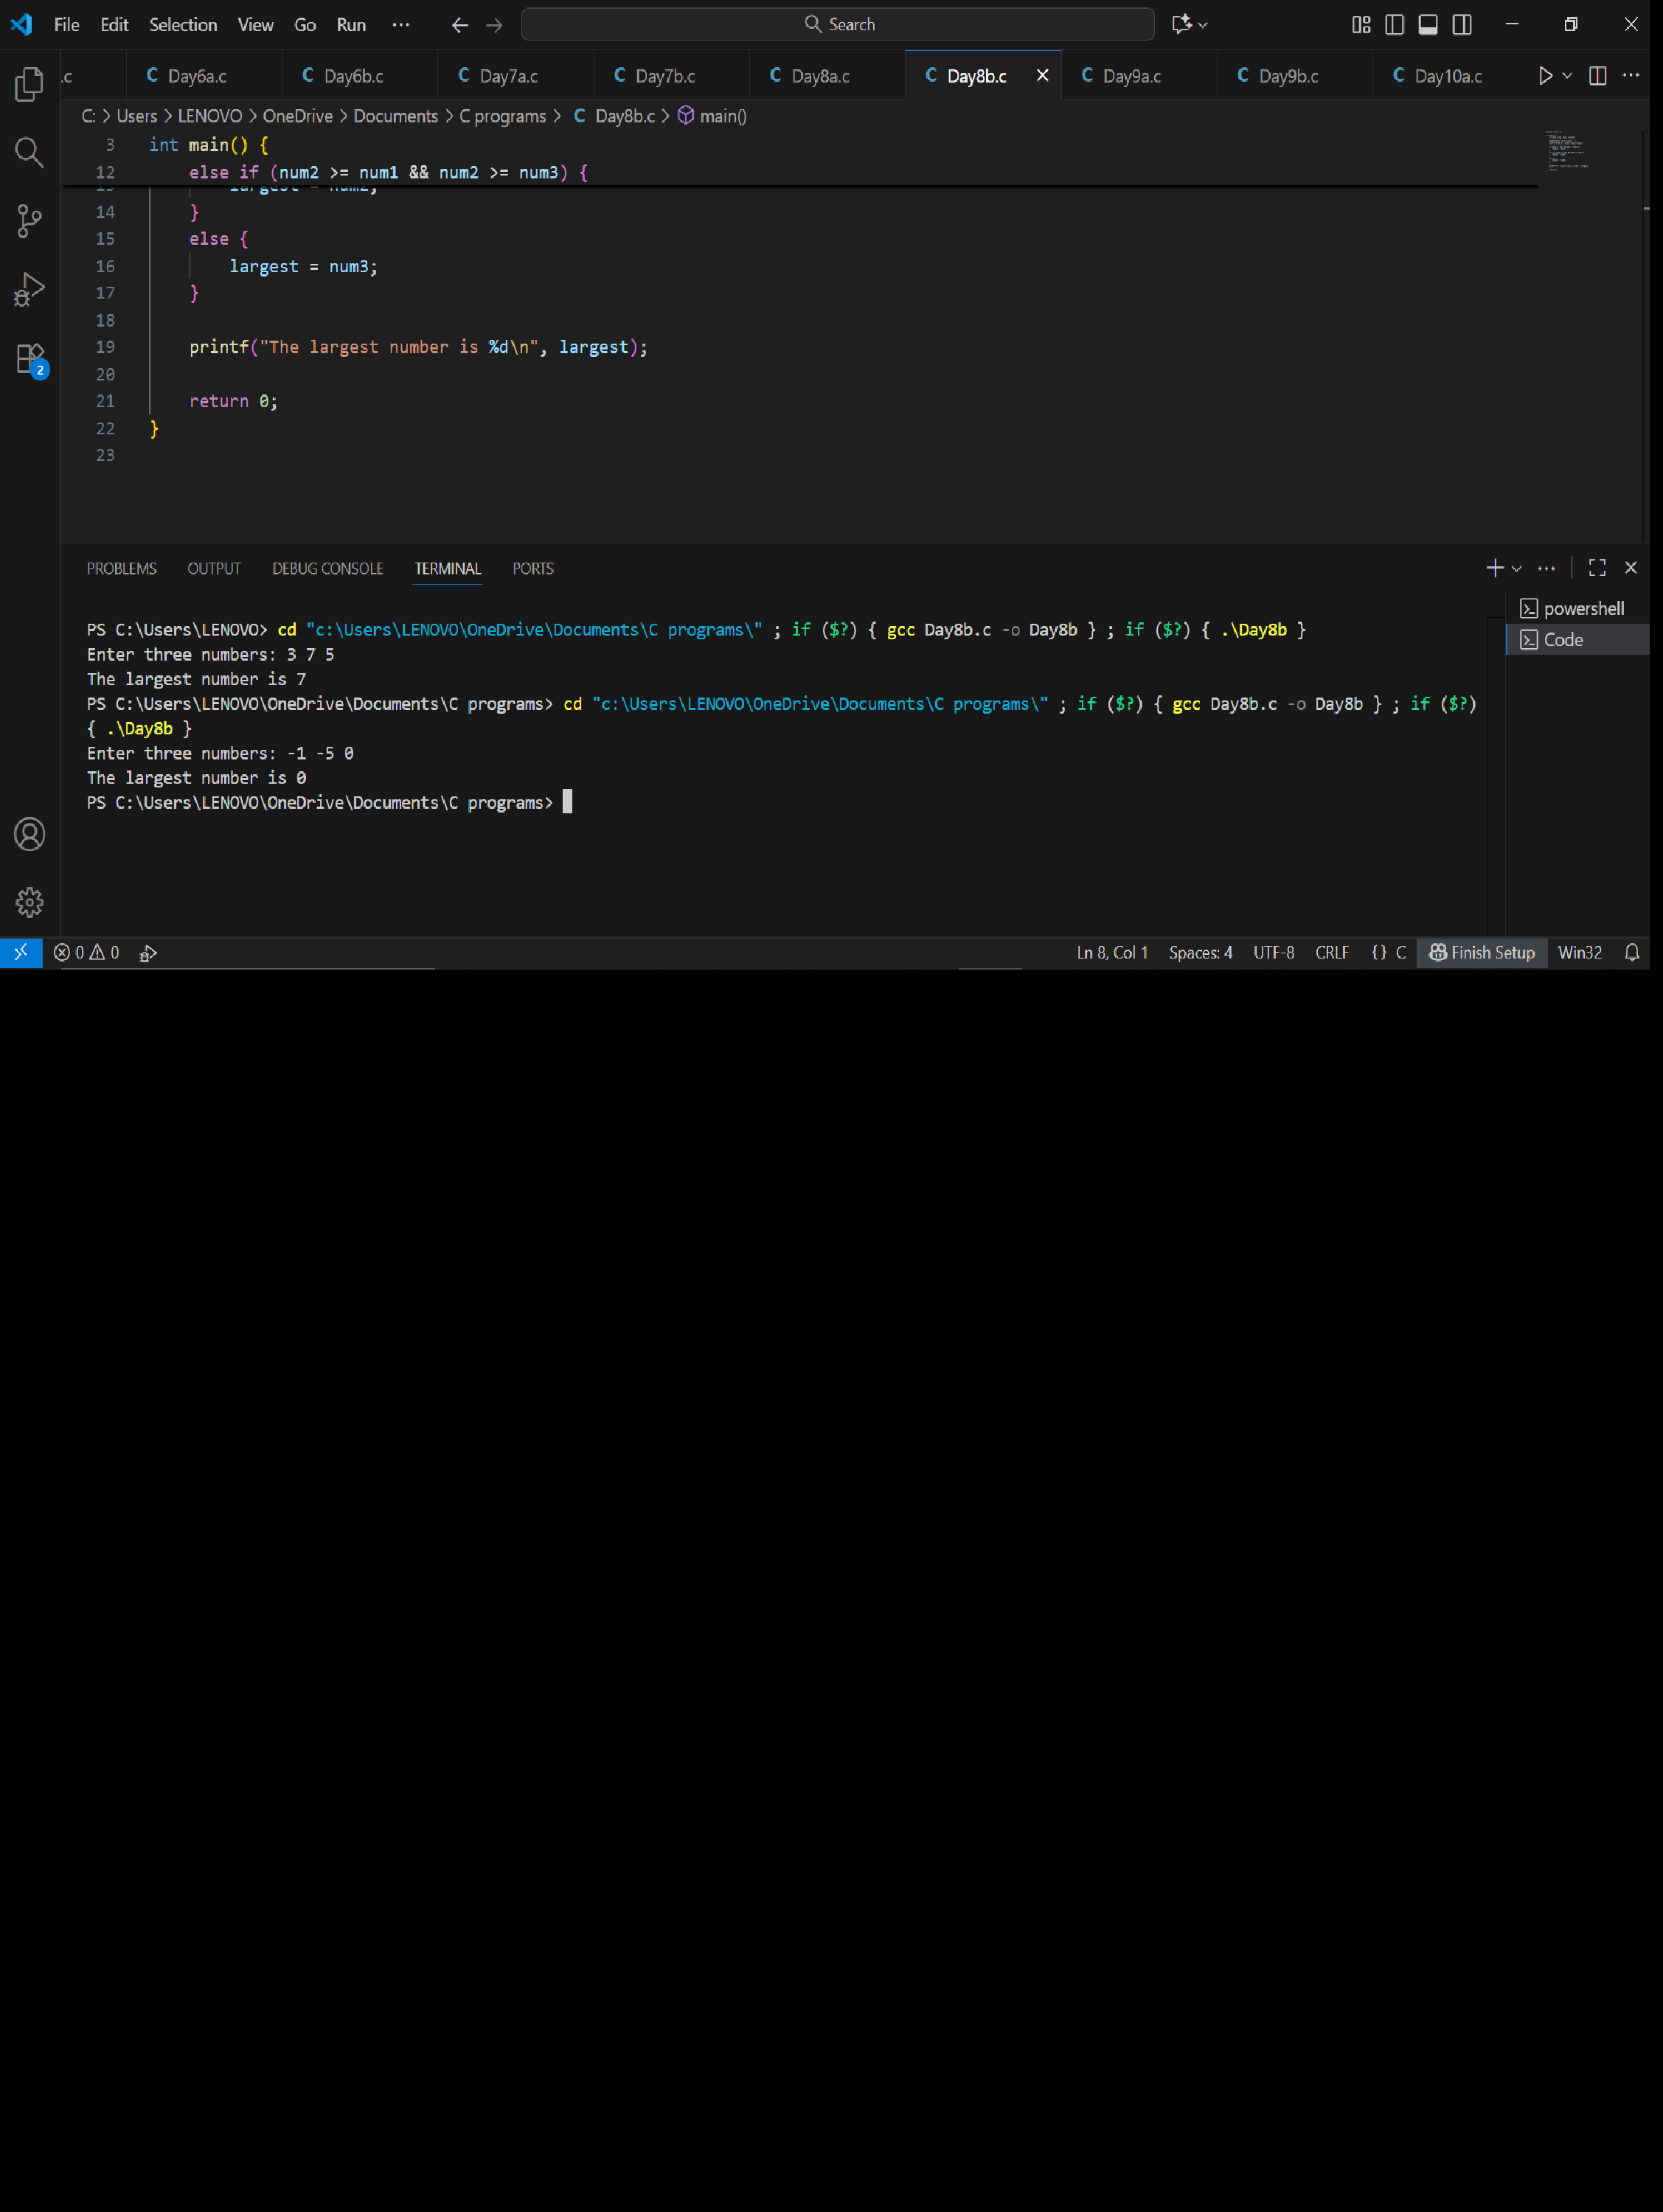 File Edit Selection View Go Run ··· Search
.c Day6a.c Day6b.c Day7a.c Day7b.c Day8a.c Day8b.c Day9a.c Day9b.c Day10a.c
C: > Users > LENOVO > OneDrive > Documents > C programs > C Day8b.c > main()
3 int main() {
12 else if (num2 >= num1 && num2 >= num3) {
14 }
15 else {
16 largest = num3;
17 }
18
19 printf("The largest number is %d\n", largest);
20
21 return 0;
22 }
23
2
PROBLEMS OUTPUT DEBUG CONSOLE TERMINAL PORTS
powershell
Code
PS C:\Users\LENOVO> cd "c:\Users\LENOVO\OneDrive\Documents\C programs\" ; if ($?) { gcc Day8b.c -o Day8b } ; if ($?) { .\Day8b }
Enter three numbers: 3 7 5
The largest number is 7
PS C:\Users\LENOVO\OneDrive\Documents\C programs> cd "c:\Users\LENOVO\OneDrive\Documents\C programs\" ; if ($?) { gcc Day8b.c -o Day8b } ; if ($?)
{ .\Day8b }
Enter three numbers: -1 -5 0
The largest number is 0
PS C:\Users\LENOVO\OneDrive\Documents\C programs>
0 0 Ln 8, Col 1 Spaces: 4 UTF-8 CRLF {} C Finish Setup Win32